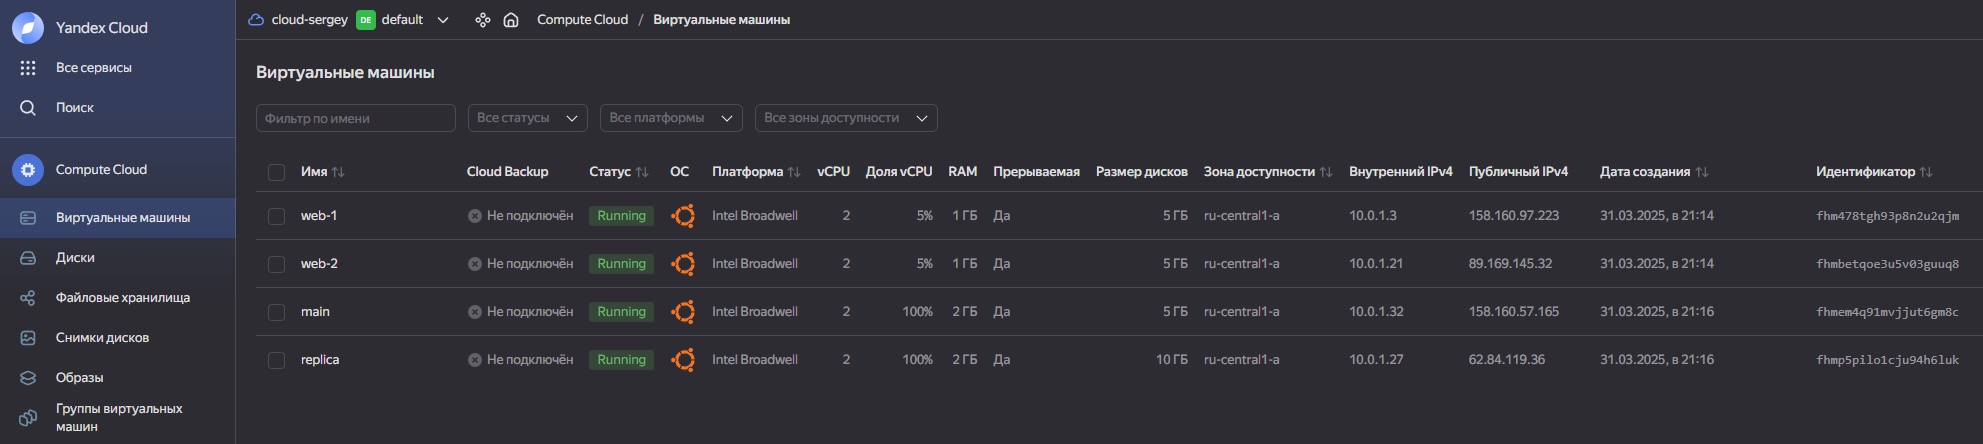 Yandex Cloud
Все сервисы
Поиск
Compute Cloud
Виртуальные машины
Диски
Файловые хранилища
Снимки дисков
Образы
Группы виртуальных
машин
cloud-sergey DE default Compute Cloud / Виртуальные машины
Виртуальные машины
Фильтр по имени Все статусы Все платформы Все зоны доступности
Имя Cloud Backup Статус ОС Платформа vCPU Доля vCPU RAM Прерываемая Размер дисков Зона доступности Внутренний IPv4 Публичный IPv4 Дата создания Идентификатор
web-1 Не подключён Running Intel Broadwell 2 5% 1 ГБ Да 5 ГБ ru-central1-a 10.0.1.3 158.160.97.223 31.03.2025, в 21:14 fhm478tgh93p8n2u2qjm
web-2 Не подключён Running Intel Broadwell 2 5% 1 ГБ Да 5 ГБ ru-central1-a 10.0.1.21 89.169.145.32 31.03.2025, в 21:14 fhmbetqoe3u5v03guuq8
main Не подключён Running Intel Broadwell 2 100% 2 ГБ Да 5 ГБ ru-central1-a 10.0.1.32 158.160.57.165 31.03.2025, в 21:16 fhmem4q91mvjjut6gm8c
replica Не подключён Running Intel Broadwell 2 100% 2 ГБ Да 10 ГБ ru-central1-a 10.0.1.27 62.84.119.36 31.03.2025, в 21:16 fhmp5pilo1cju94h6luk